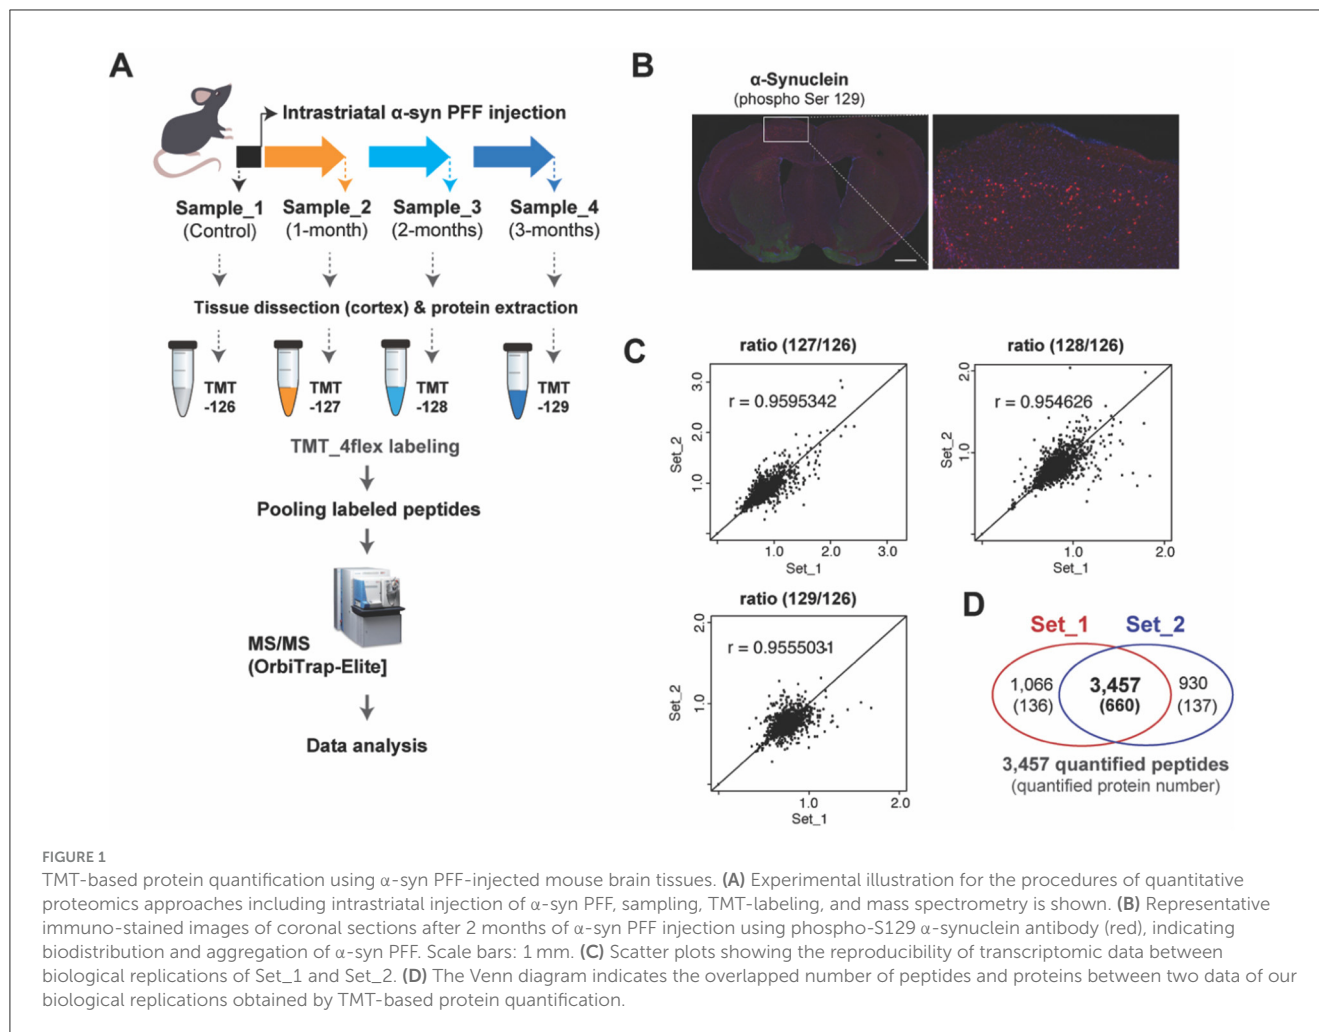 A
Intrastriatal α-syn PFF injection
Sample_1 Sample_2 Sample_3 Sample_4
(Control) (1-month) (2-months) (3-months)
Tissue dissection (cortex) & protein extraction
TMT TMT TMT TMT
-126 -127 -128 -129
TMT_4flex labeling
Pooling labeled peptides
MS/MS
(OrbiTrap-Elite]
Data analysis
B
α-Synuclein
(phospho Ser 129)
C
ratio (127/126)
r = 0.9595342
3.0
2.0
1.0
Set_2
1.0 2.0 3.0
Set_1
ratio (128/126)
r = 0.954626
2.0
1.0
Set_2
1.0 2.0
Set_1
ratio (129/126)
r = 0.9555031
2.0
1.0
Set_2
1.0 2.0
Set_1
D
Set_1 Set_2
1,066 3,457 930
(136) (660) (137)
3,457 quantified peptides
(quantified protein number)
FIGURE 1
TMT-based protein quantification using α-syn PFF-injected mouse brain tissues. (A) Experimental illustration for the procedures of quantitative
proteomics approaches including intrastriatal injection of α-syn PFF, sampling, TMT-labeling, and mass spectrometry is shown. (B) Representative
immuno-stained images of coronal sections after 2 months of α-syn PFF injection using phospho-S129 α-synuclein antibody (red), indicating
biodistribution and aggregation of α-syn PFF. Scale bars: 1 mm. (C) Scatter plots showing the reproducibility of transcriptomic data between
biological replications of Set_1 and Set_2. (D) The Venn diagram indicates the overlapped number of peptides and proteins between two data of our
biological replications obtained by TMT-based protein quantification.